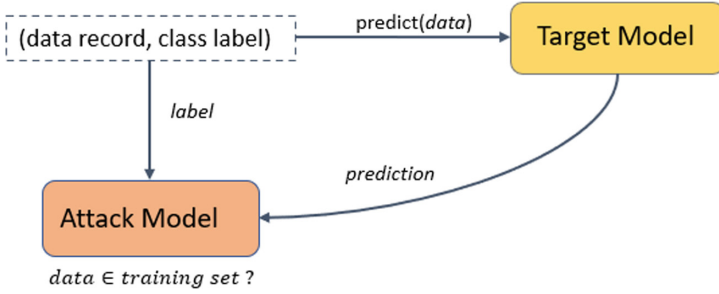 (data record, class label)
predict(data)
Target Model
label
prediction
Attack Model
data ∈ training set ?